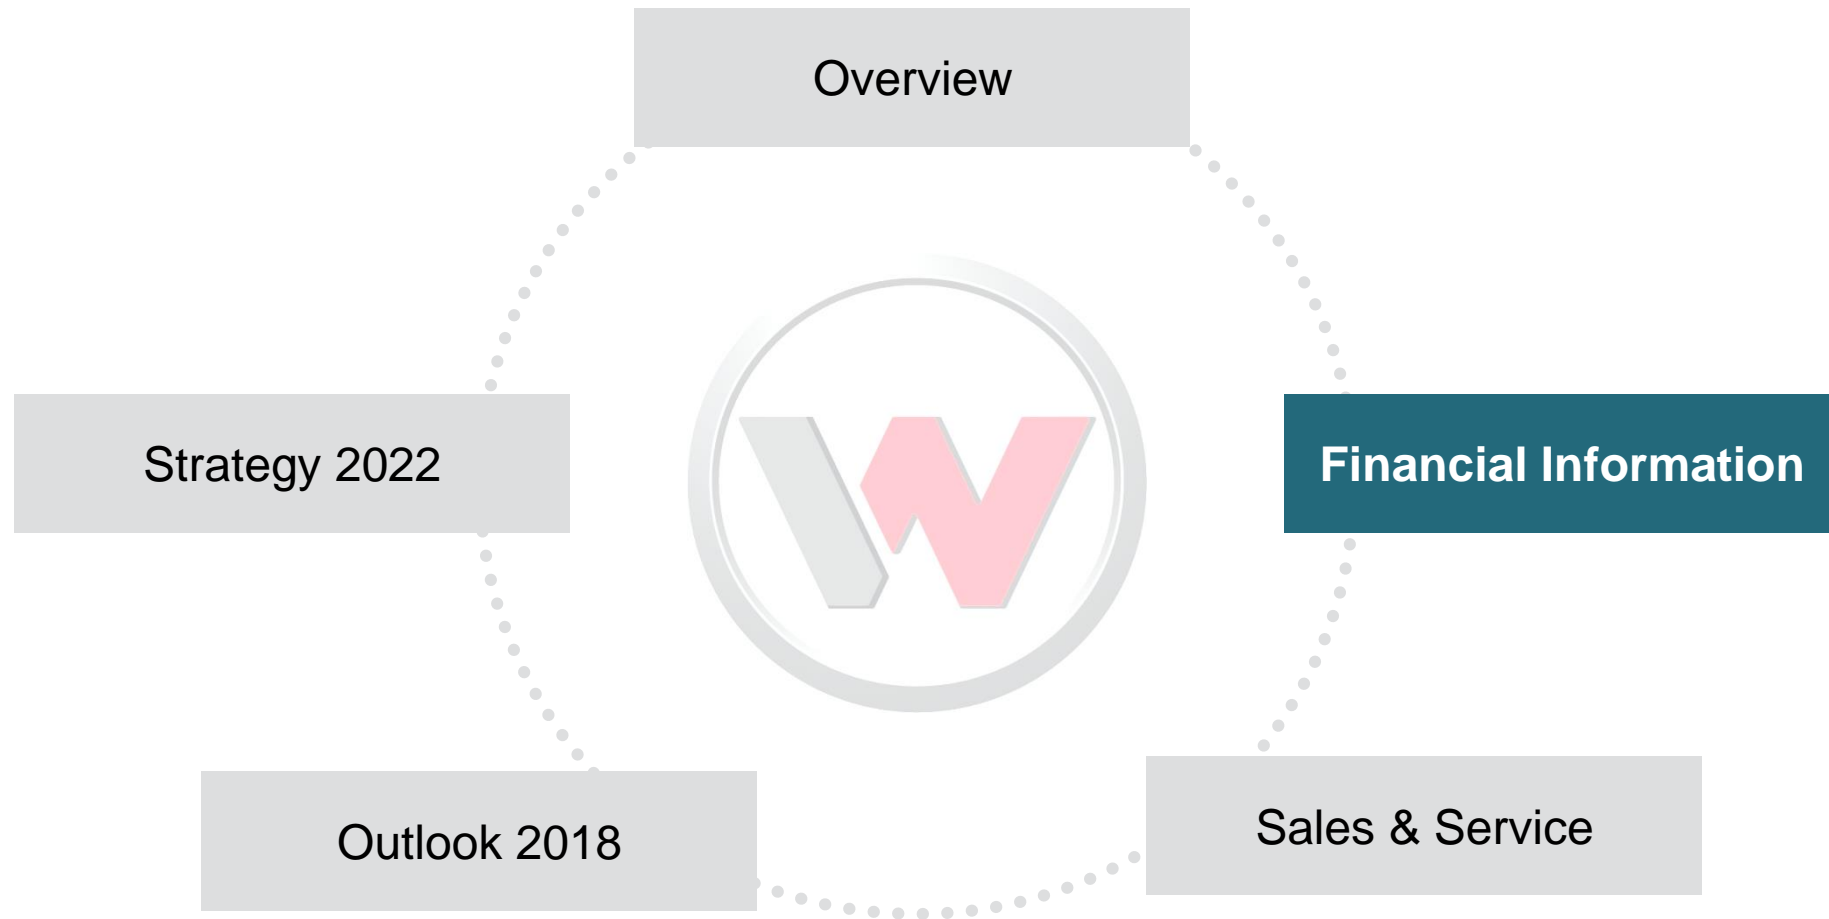 Overview
Strategy 2022
Financial Information
Outlook 2018
Sales & Service